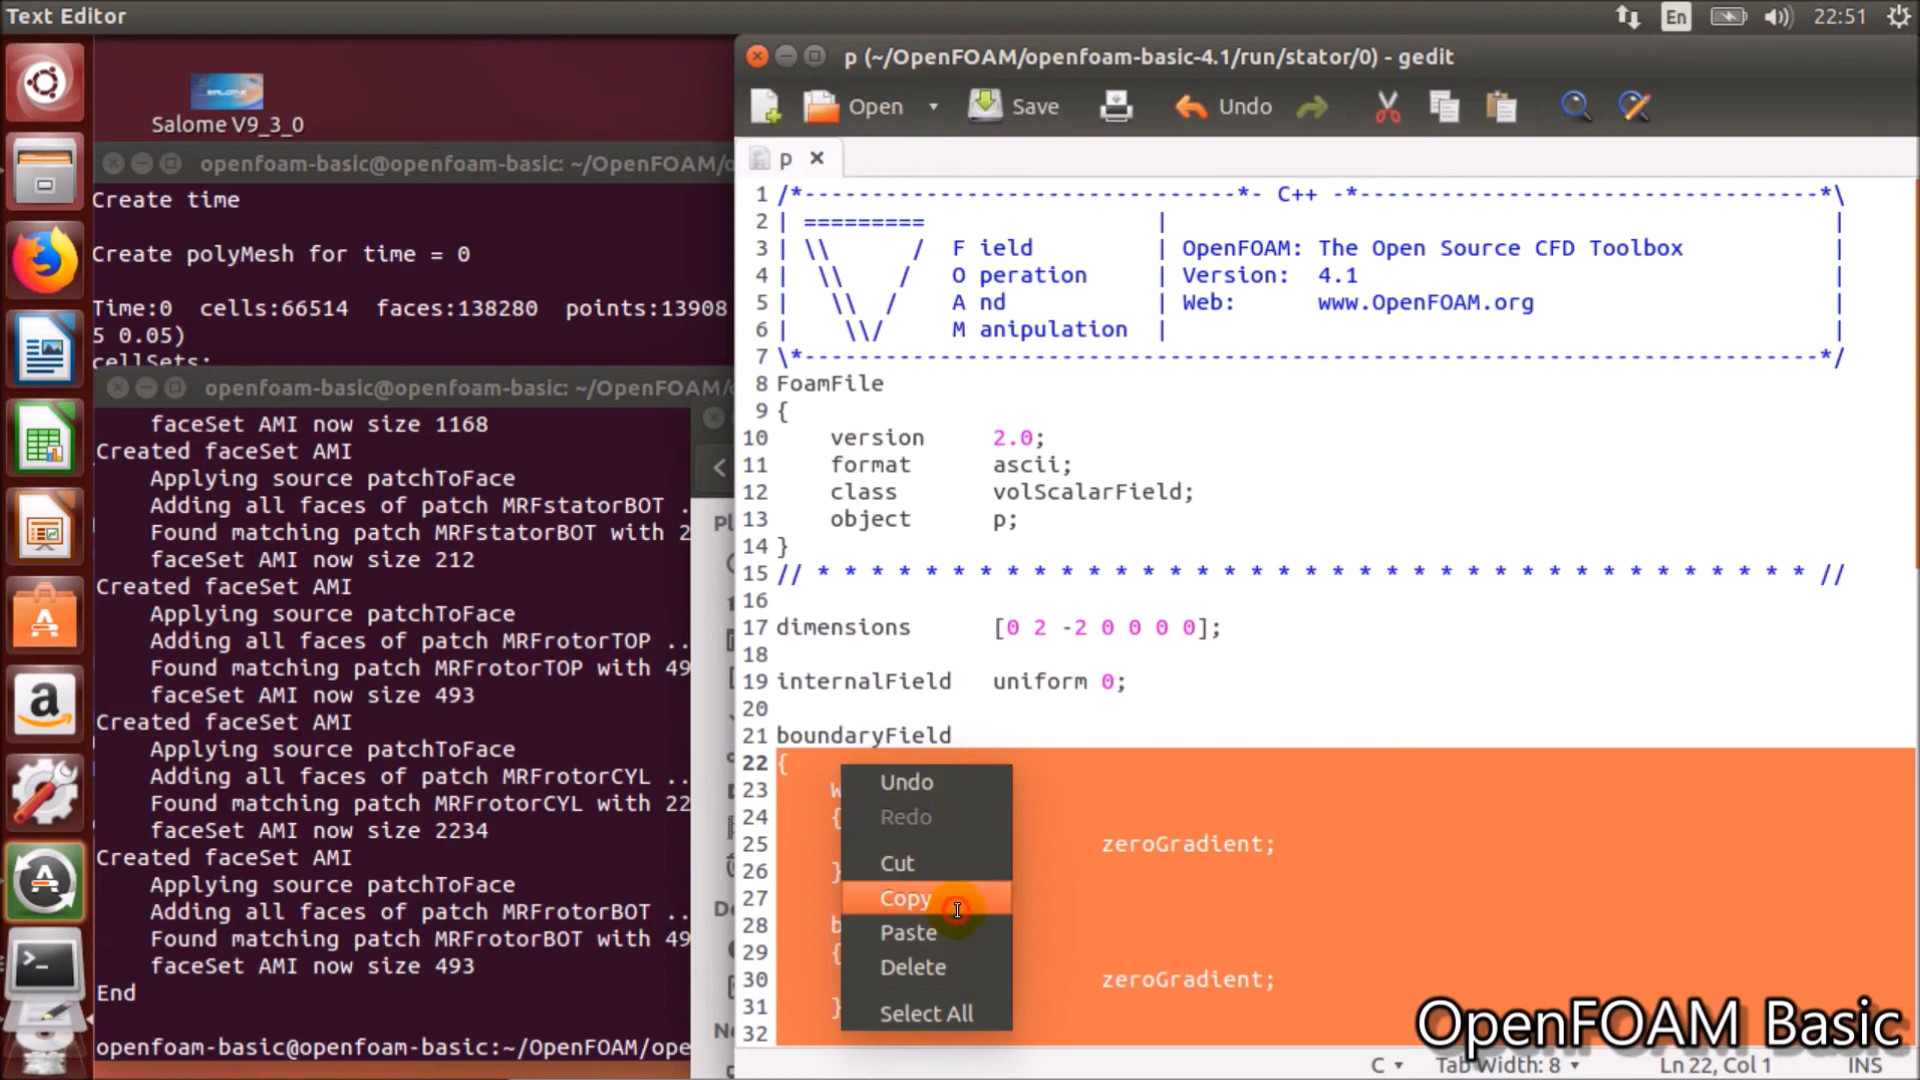 Text Editor
En
22:51
Salome V9_3_0
openfoam-basic@openfoam-basic: ~/OpenFOAM/o
Create time
Create polyMesh for time = 0
Time:0  cells:66514  faces:138280  points:13908
5 0.05)
cellSets:
openfoam-basic@openfoam-basic: ~/OpenFOAM/o
faceSet AMI now size 1168
Created faceSet AMI
Applying source patchToFace
Adding all faces of patch MRFstatorBOT .
Found matching patch MRFstatorBOT with 2
faceSet AMI now size 212
Created faceSet AMI
Applying source patchToFace
Adding all faces of patch MRFrotorTOP ..
Found matching patch MRFrotorTOP with 49
faceSet AMI now size 493
Created faceSet AMI
Applying source patchToFace
Adding all faces of patch MRFrotorCYL ..
Found matching patch MRFrotorCYL with 22
faceSet AMI now size 2234
Created faceSet AMI
Applying source patchToFace
Adding all faces of patch MRFrotorBOT ..
Found matching patch MRFrotorBOT with 49
faceSet AMI now size 493
End
openfoam-basic@openfoam-basic:~/OpenFOAM/ope
p (~/OpenFOAM/openfoam-basic-4.1/run/stator/0) - gedit
Open Save Undo
p
1 /*--------------------------------*- C++ -*----------------------------------*\
2 | =========                 |                                                 |
3 | \\      /  F ield         | OpenFOAM: The Open Source CFD Toolbox           |
4 |  \\    /   O peration     | Version:  4.1                                   |
5 |   \\  /    A nd           | Web:      www.OpenFOAM.org                      |
6 |    \\/     M anipulation  |                                                 |
7 \*---------------------------------------------------------------------------*/
8 FoamFile
9 {
10     version     2.0;
11     format      ascii;
12     class       volScalarField;
13     object      p;
14 }
15 // * * * * * * * * * * * * * * * * * * * * * * * * * * * * * * * * * * * * * //
16
17 dimensions      [0 2 -2 0 0 0 0];
18
19 internalField   uniform 0;
20
21 boundaryField
22 {
23
24     {
25                         zeroGradient;
26     }
27
28     b
29     {
30                         zeroGradient;
31     }
32
Undo
Redo
Cut
Copy
Paste
Delete
Select All
OpenFOAM Basic
C Tab Width: 8 Ln 22, Col 1 INS